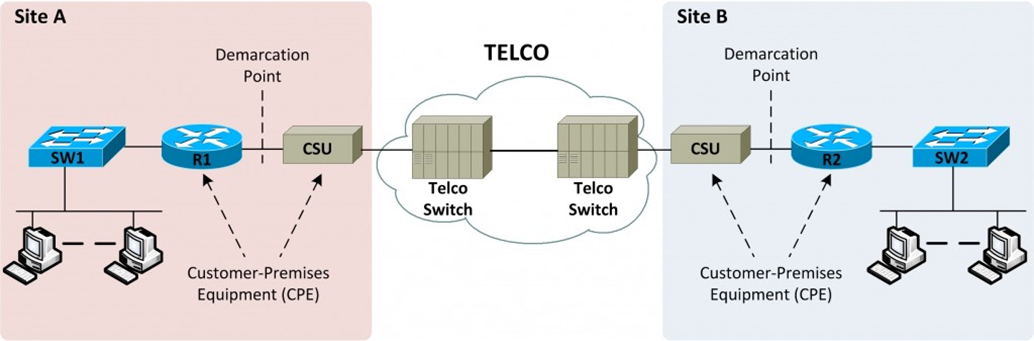 Site A
Demarcation
Point
SW1
R1
CSU
Customer-Premises
Equipment (CPE)
TELCO
Telco
Switch
Telco
Switch
Site B
Demarcation
Point
CSU
R2
SW2
Customer-Premises
Equipment (CPE)